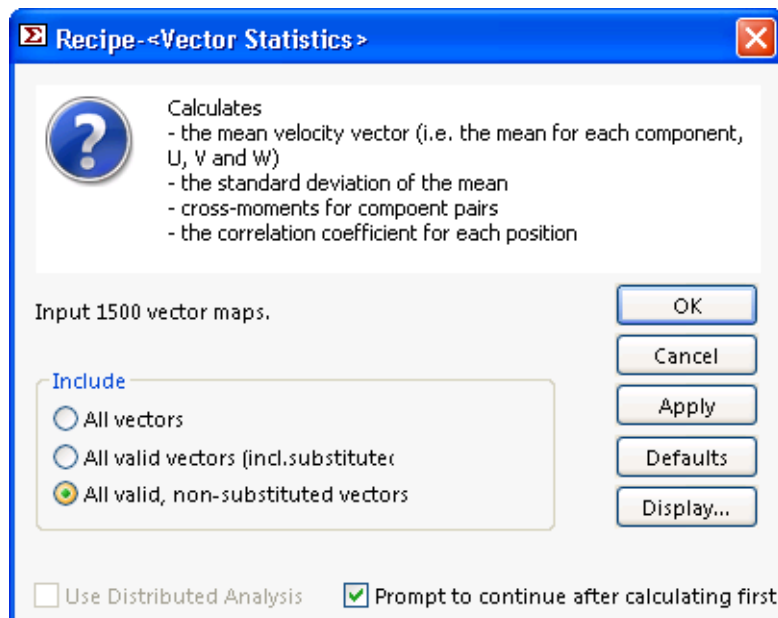 Recipe-<Vector Statistics>
Calculates
- the mean velocity vector (i.e. the mean for each component,
U, V and W)
- the standard deviation of the mean
- cross-moments for compoent pairs
- the correlation coefficient for each position
Input 1500 vector maps.
OK
Cancel
Include
Apply
All vectors
All valid vectors (incl.substituted
Defaults
All valid, non-substituted vectors
Display...
Use Distributed Analysis
Prompt to continue after calculating first